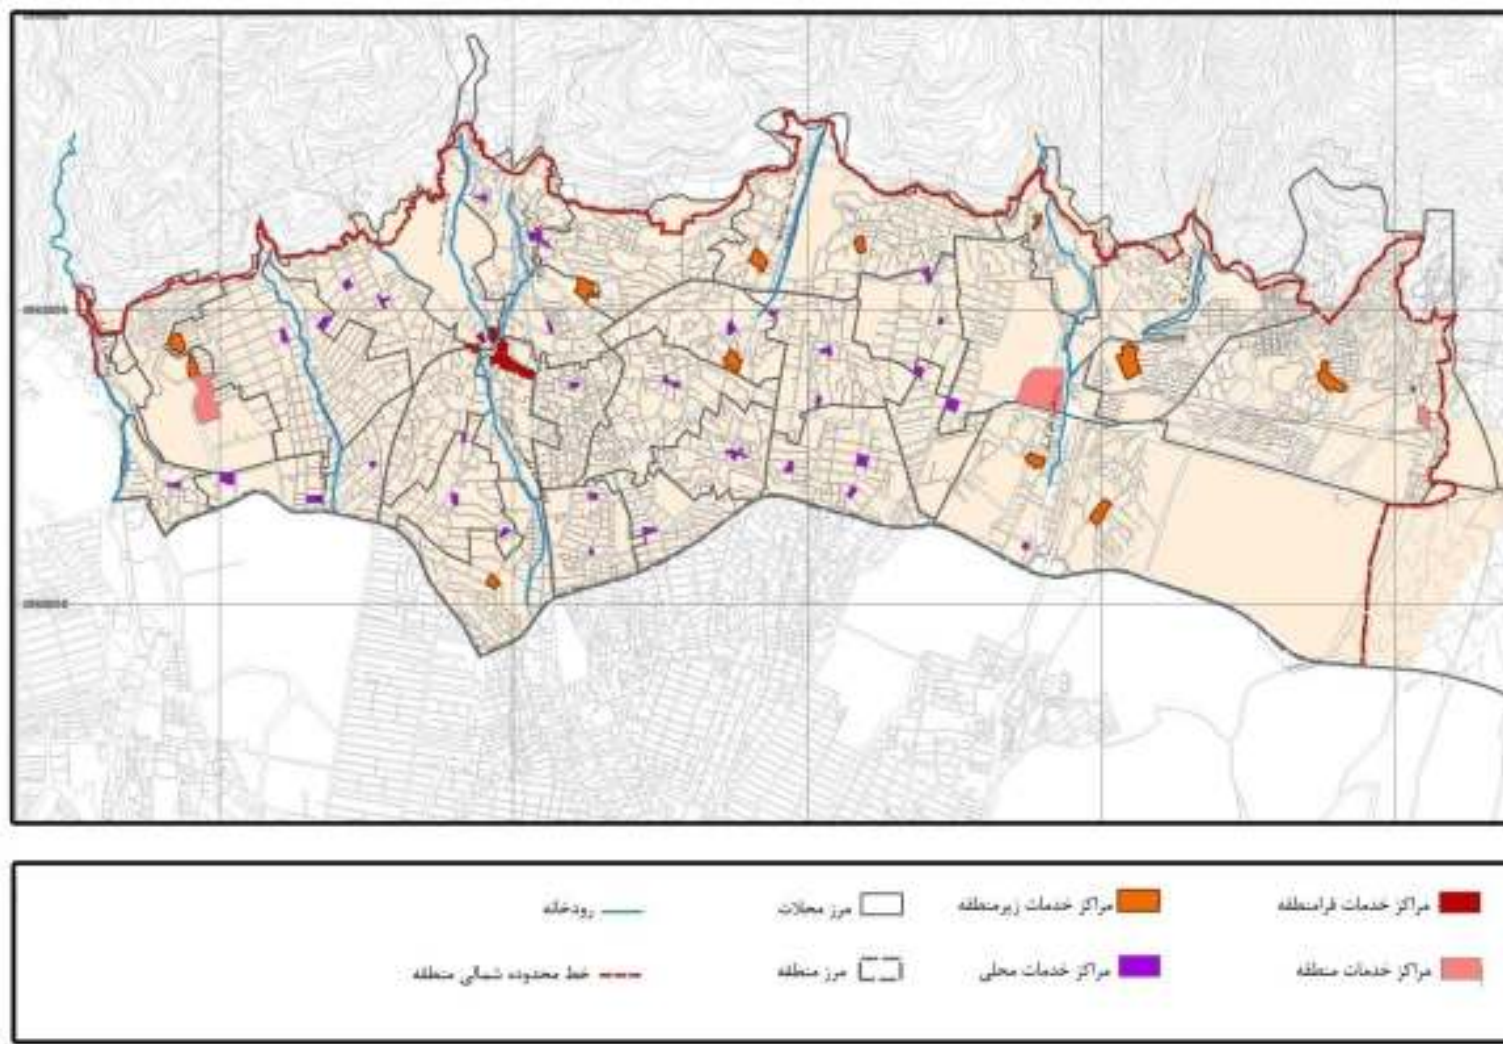 مراکز خدمات فرامنطقه
مراکز خدمات زیرمنطقه
مرز محلات
رودخانه
مراکز خدمات منطقه
مراکز خدمات محلی
مرز منطقه
خط محدوده شمالی منطقه